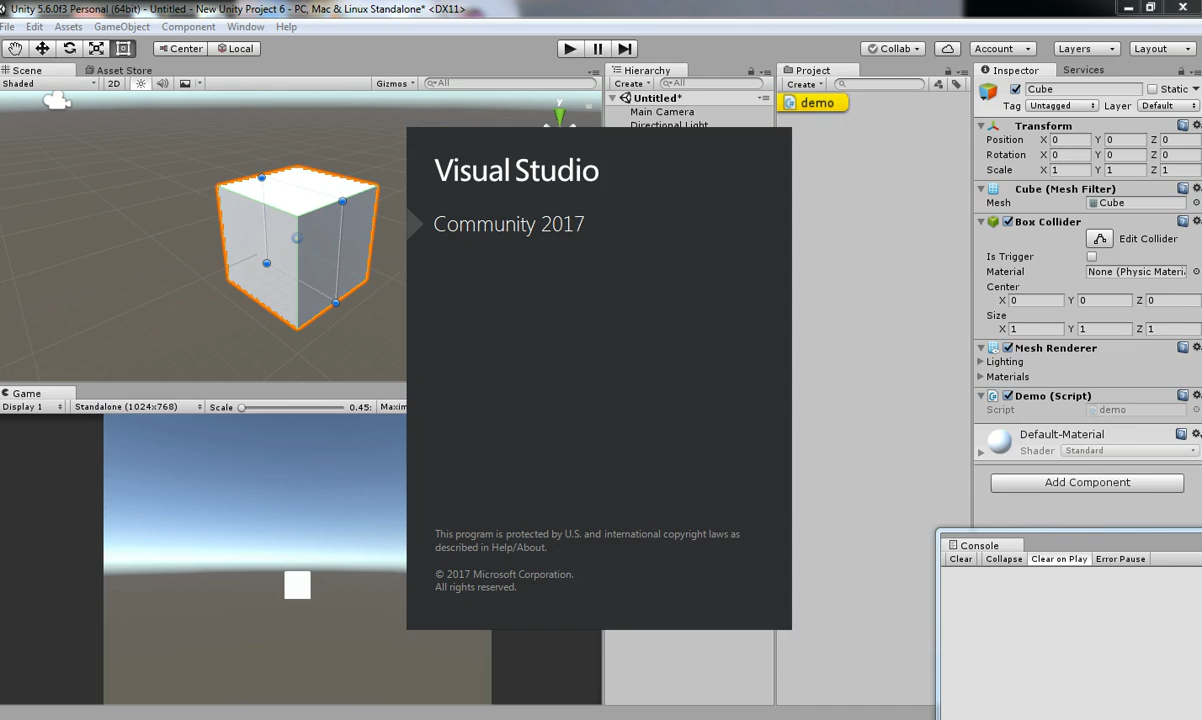 Unity 5.6.0f3 Personal (64bit) - Untitled - New Unity Project 6 - PC, Mac & Linux Standalone* <DX11>
File Edit Assets GameObject Component Window Help
Center Local Collab Account Layers Layout
Scene Asset Store Hierarchy Project Inspector Services
Shaded 2D Gizmos All Create All Create Cube Static
Untitled* demo Tag Untagged Layer Default
Main Camera
Directional Light
y
Transform
Position X 0 Y 0 Z 0
Rotation X 0 Y 0 Z 0
Scale X 1 Y 1 Z 1
Cube (Mesh Filter)
Mesh Cube
Box Collider
Edit Collider
Is Trigger
Material None (Physic Materi
Center
X 0 Y 0 Z 0
Size
X 1 Y 1 Z 1
Mesh Renderer
Lighting
Materials
Demo (Script)
Script demo
Default-Material
Shader Standard
Add Component
Visual Studio
Community 2017
This program is protected by U.S. and international copyright laws as
described in Help/About.
© 2017 Microsoft Corporation.
All rights reserved.
Game
Display 1 Standalone (1024x768) Scale 0.45: Maxim
Console
Clear Collapse Clear on Play Error Pause